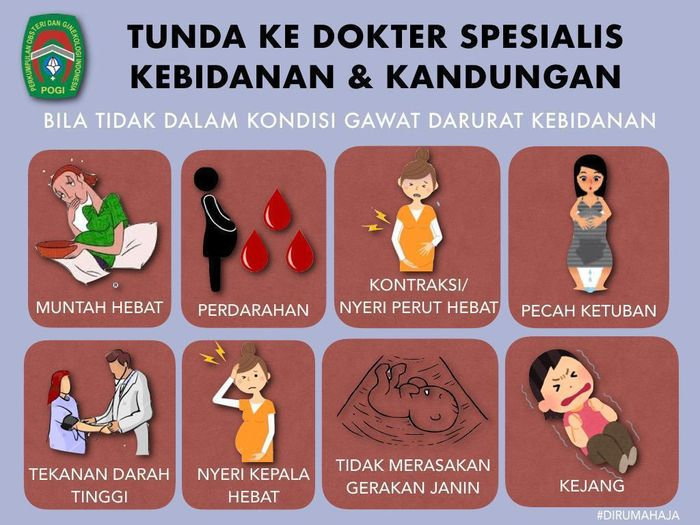 PERKUMPULAN OBSTETRI DAN GINEKOLOGI INDONESIA
POGI
TUNDA KE DOKTER SPESIALIS
KEBIDANAN & KANDUNGAN
BILA TIDAK DALAM KONDISI GAWAT DARURAT KEBIDANAN
MUNTAH HEBAT
PERDARAHAN
KONTRAKSI/
NYERI PERUT HEBAT
PECAH KETUBAN
TEKANAN DARAH
TINGGI
NYERI KEPALA
HEBAT
TIDAK MERASAKAN
GERAKAN JANIN
KEJANG
#DIRUMAHAJA